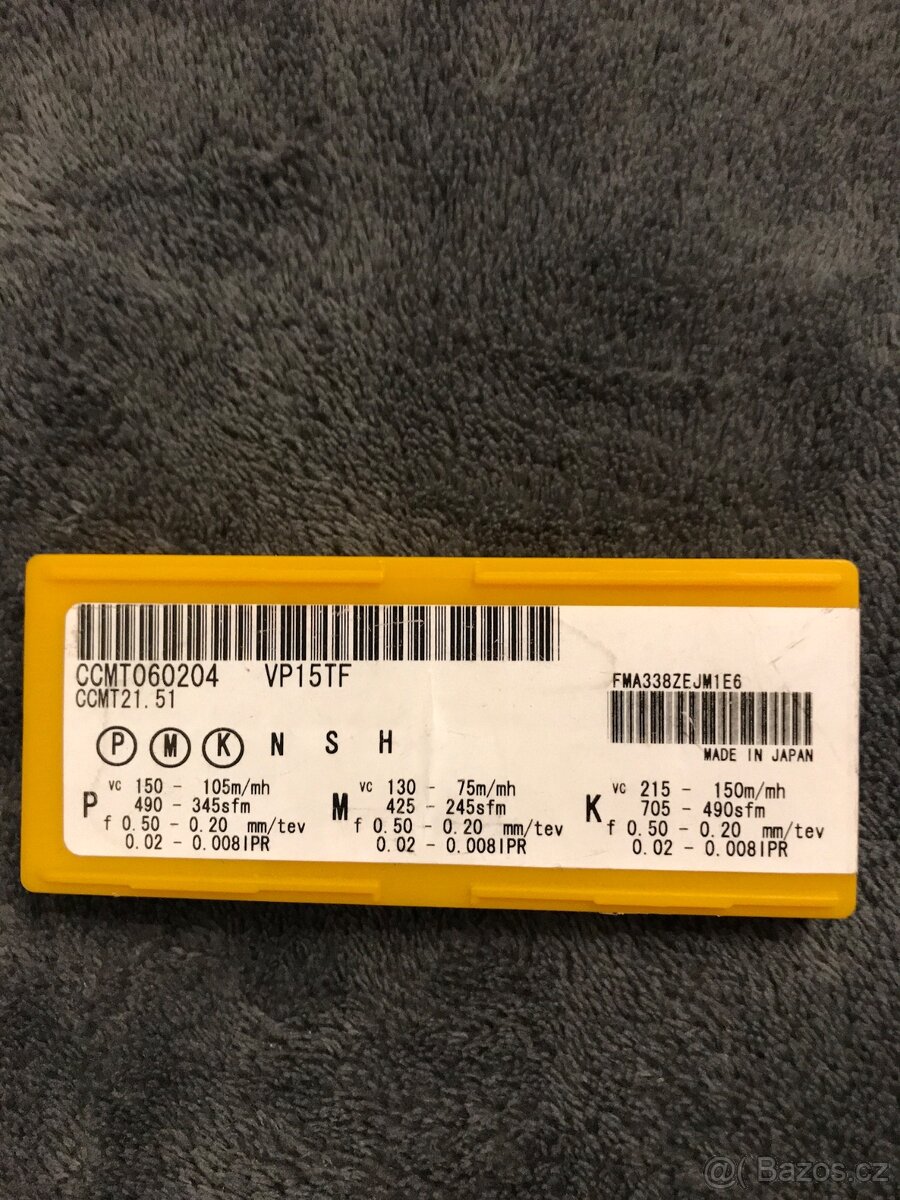 CCMT060204 VP15TF
CCMT21.51
FMA338ZEJM1E6
MADE IN JAPAN
P M K N S H
P vc 150 - 105m/mh
490 - 345sfm
f 0.50 - 0.20 mm/tev
0.02 - 0.008IPR
M vc 130 - 75m/mh
425 - 245sfm
f 0.50 - 0.20 mm/tev
0.02 - 0.008IPR
K vc 215 - 150m/mh
705 - 490sfm
f 0.50 - 0.20 mm/tev
0.02 - 0.008IPR
@( Bazos.cz